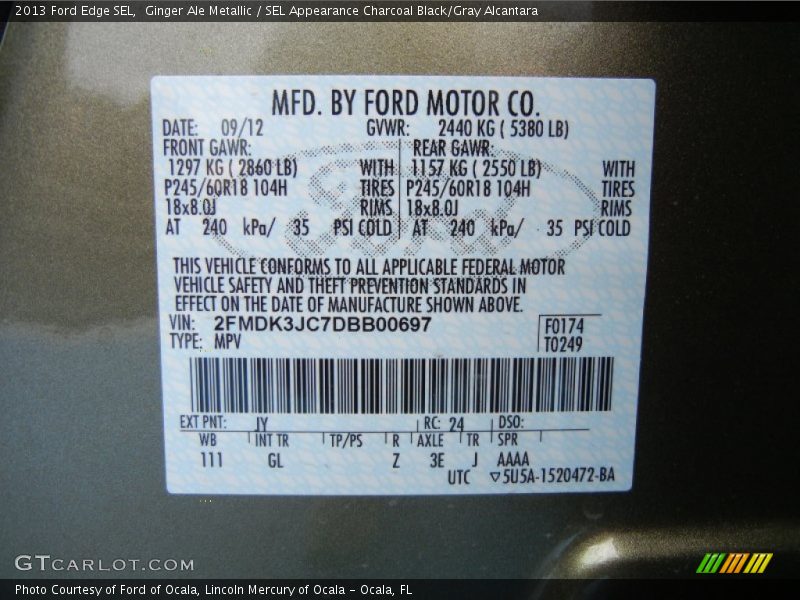 2013 Ford Edge SEL,  Ginger Ale Metallic / SEL Appearance Charcoal Black/Gray Alcantara
MFD. BY FORD MOTOR CO.
DATE: 09/12 GVWR: 2440 KG ( 5380 LB)
FRONT GAWR: REAR GAWR:
1297 KG ( 2860 LB) WITH 1157 KG ( 2550 LB) WITH
P245/60R18 104H TIRES P245/60R18 104H TIRES
18x8.0J RIMS 18x8.0J RIMS
AT 240 kPa/ 35 PSI COLD AT 240 kPa/ 35 PSI COLD
THIS VEHICLE CONFORMS TO ALL APPLICABLE FEDERAL MOTOR
VEHICLE SAFETY AND THEFT PREVENTION STANDARDS IN
EFFECT ON THE DATE OF MANUFACTURE SHOWN ABOVE.
VIN: 2FMDK3JC7DBB00697 F0174
TYPE: MPV T0249
EXT PNT: JY RC: 24 DSO:
WB INT TR TP/PS R AXLE TR SPR
111 GL Z 3E J AAAA
UTC ▽5U5A-1520472-BA
GTCARLOT.COM
Photo Courtesy of Ford of Ocala, Lincoln Mercury of Ocala - Ocala, FL